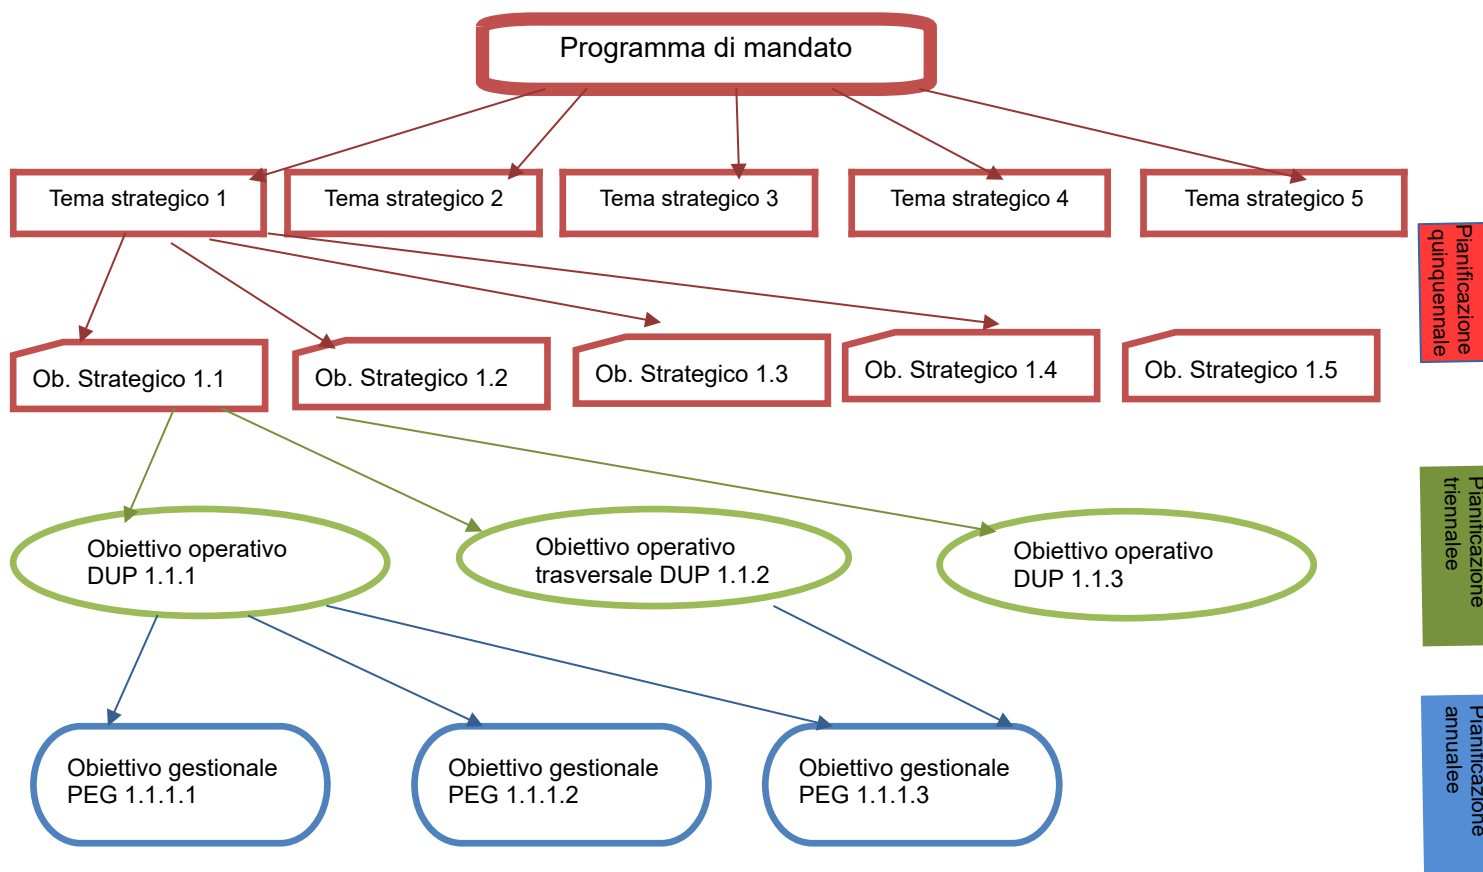 Programma di mandato
Tema strategico 1
Tema strategico 2
Tema strategico 3
Tema strategico 4
Tema strategico 5
Pianificazione
quinquennale
Ob. Strategico 1.1
Ob. Strategico 1.2
Ob. Strategico 1.3
Ob. Strategico 1.4
Ob. Strategico 1.5
Pianificazione
triennalee
Obiettivo operativo
DUP 1.1.1
Obiettivo operativo
trasversale DUP 1.1.2
Obiettivo operativo
DUP 1.1.3
Pianificazione
annualee
Obiettivo gestionale
PEG 1.1.1.1
Obiettivo gestionale
PEG 1.1.1.2
Obiettivo gestionale
PEG 1.1.1.3